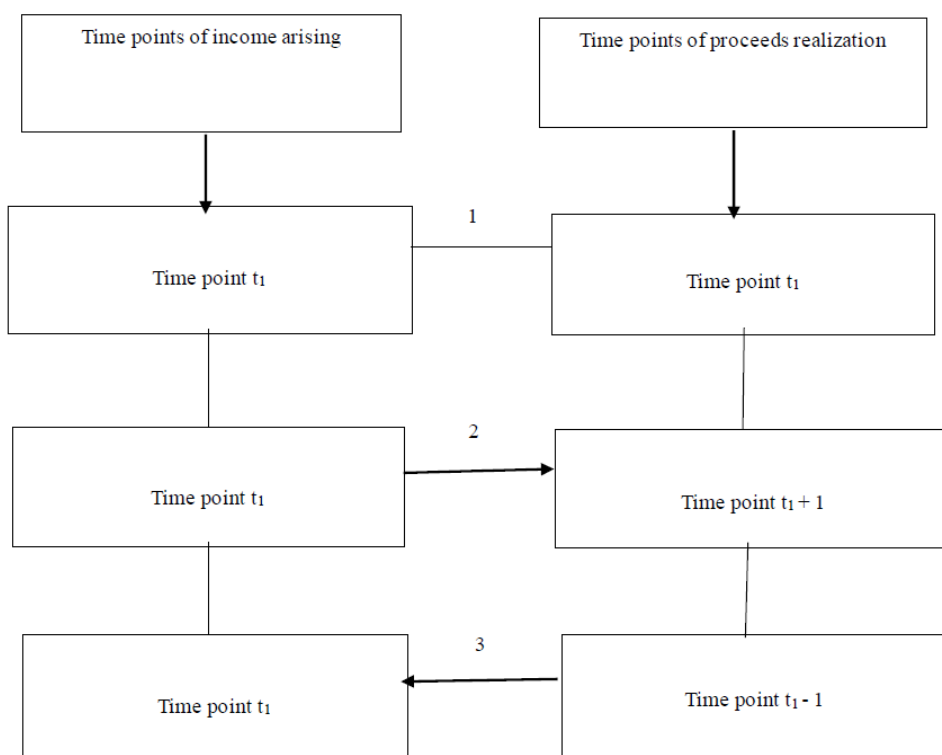 Time points of income arising
Time points of proceeds realization
1
Time point t₁
Time point t₁
2
Time point t₁
Time point t₁ + 1
3
Time point t₁
Time point t₁ - 1